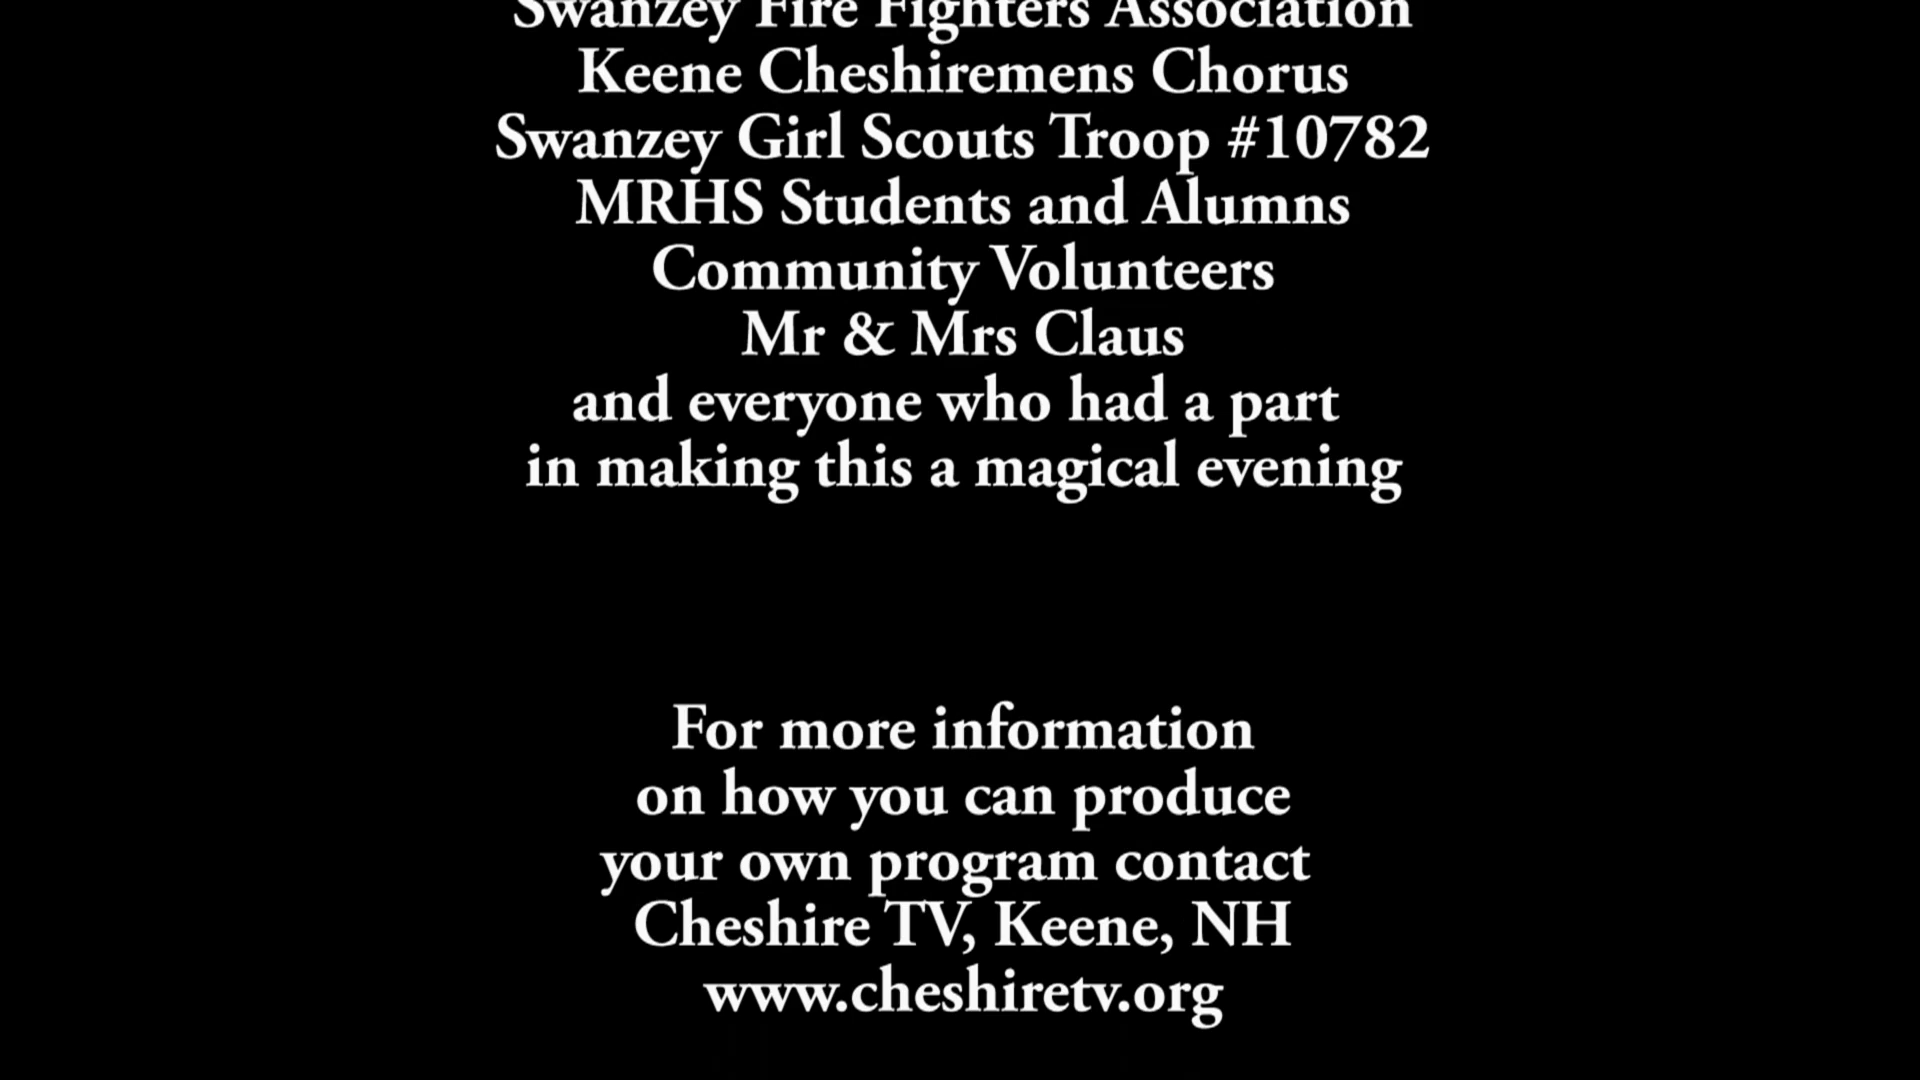 Swanzey Fire Fighters Association
Keene Cheshiremens Chorus
Swanzey Girl Scouts Troop #10782
MRHS Students and Alumns
Community Volunteers
Mr & Mrs Claus
and everyone who had a part
in making this a magical evening
For more information
on how you can produce
your own program contact
Cheshire TV, Keene, NH
www.cheshiretv.org